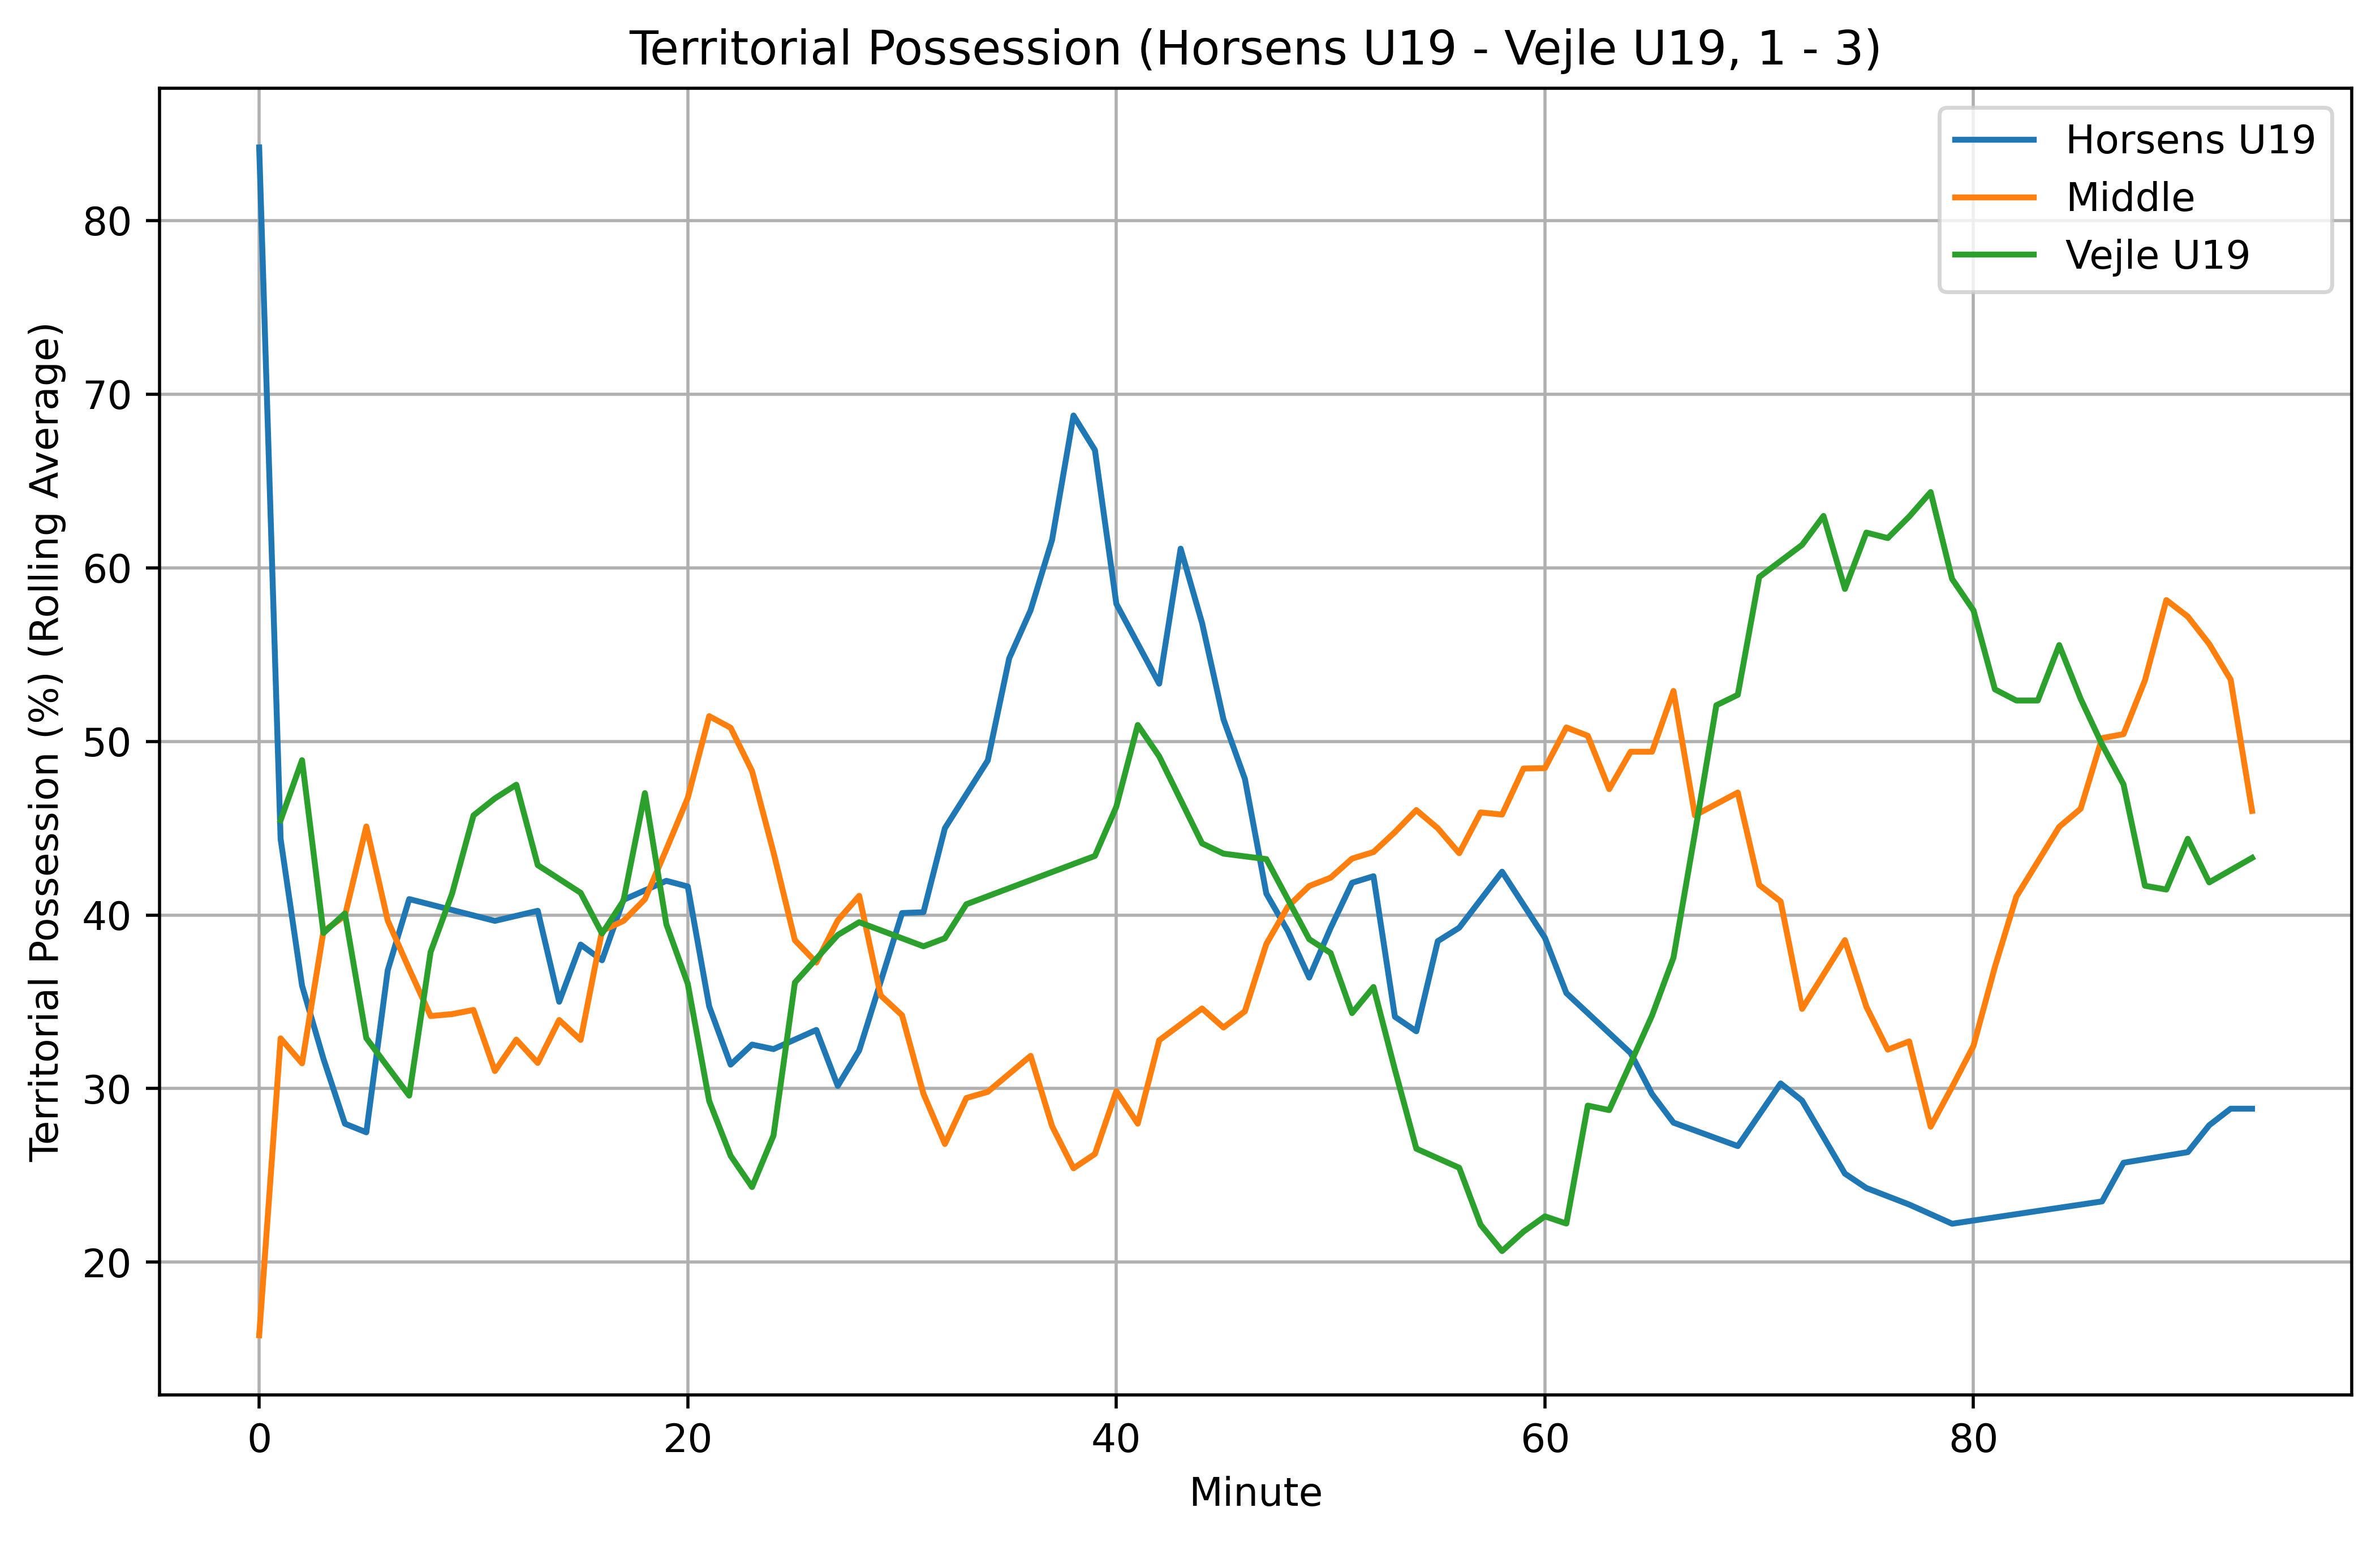 Territorial Possession (Horsens U19 - Vejle U19, 1 - 3)
Horsens U19
Middle
Vejle U19
Territorial Possession (%) (Rolling Average)
80
70
60
50
40
30
20
0 20 40 60 80
Minute